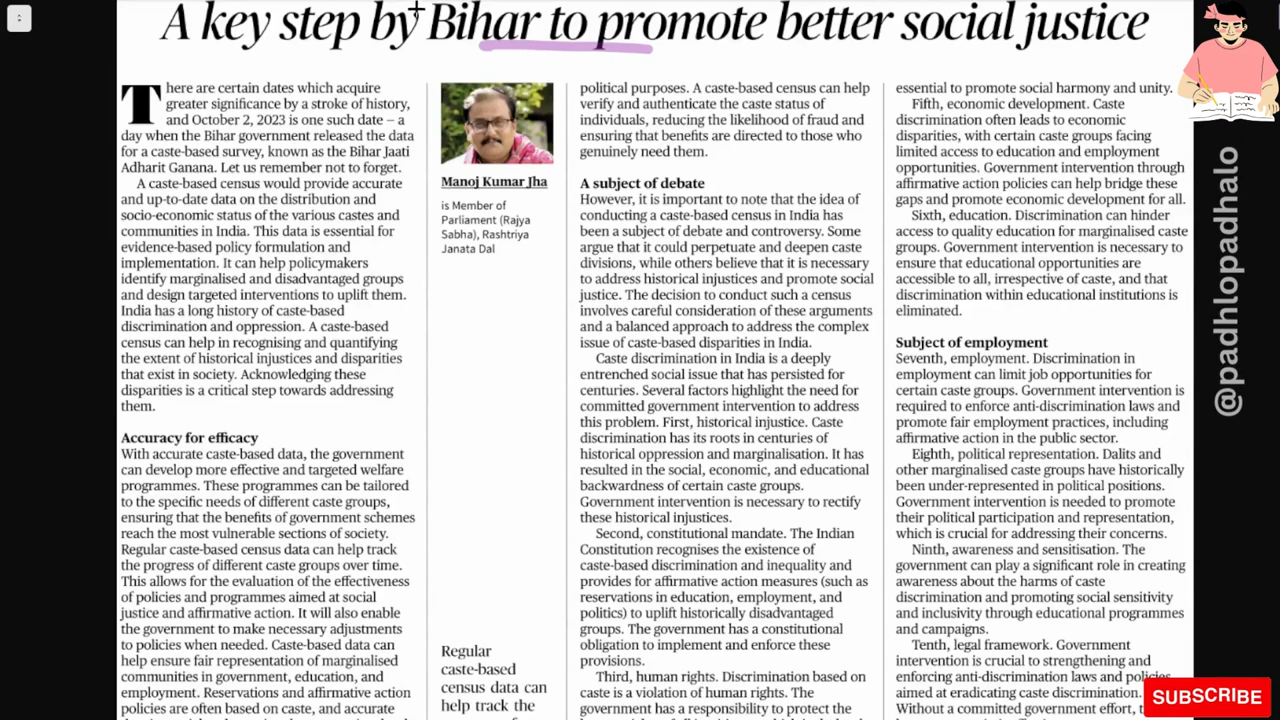 A key step by Bihar to promote better social justice
There are certain dates which acquire
greater significance by a stroke of history,
and October 2, 2023 is one such date – a
day when the Bihar government released the data
for a caste-based survey, known as the Bihar Jaati
Adharit Ganana. Let us remember not to forget.
A caste-based census would provide accurate
and up-to-date data on the distribution and
socio-economic status of the various castes and
communities in India. This data is essential for
evidence-based policy formulation and
implementation. It can help policymakers
identify marginalised and disadvantaged groups
and design targeted interventions to uplift them.
India has a long history of caste-based
discrimination and oppression. A caste-based
census can help in recognising and quantifying
the extent of historical injustices and disparities
that exist in society. Acknowledging these
disparities is a critical step towards addressing
them.
Accuracy for efficacy
With accurate caste-based data, the government
can develop more effective and targeted welfare
programmes. These programmes can be tailored
to the specific needs of different caste groups,
ensuring that the benefits of government schemes
reach the most vulnerable sections of society.
Regular caste-based census data can help track
the progress of different caste groups over time.
This allows for the evaluation of the effectiveness
of policies and programmes aimed at social
justice and affirmative action. It will also enable
the government to make necessary adjustments
to policies when needed. Caste-based data can
help ensure fair representation of marginalised
communities in government, education, and
employment. Reservations and affirmative action
policies are often based on caste, and accurate
Manoj Kumar Jha
is Member of
Parliament (Rajya
Sabha), Rashtriya
Janata Dal
Regular
caste-based
census data can
help track the
political purposes. A caste-based census can help
verify and authenticate the caste status of
individuals, reducing the likelihood of fraud and
ensuring that benefits are directed to those who
genuinely need them.
A subject of debate
However, it is important to note that the idea of
conducting a caste-based census in India has
been a subject of debate and controversy. Some
argue that it could perpetuate and deepen caste
divisions, while others believe that it is necessary
to address historical injustices and promote social
justice. The decision to conduct such a census
involves careful consideration of these arguments
and a balanced approach to address the complex
issue of caste-based disparities in India.
Caste discrimination in India is a deeply
entrenched social issue that has persisted for
centuries. Several factors highlight the need for
committed government intervention to address
this problem. First, historical injustice. Caste
discrimination has its roots in centuries of
historical oppression and marginalisation. It has
resulted in the social, economic, and educational
backwardness of certain caste groups.
Government intervention is necessary to rectify
these historical injustices.
Second, constitutional mandate. The Indian
Constitution recognises the existence of
caste-based discrimination and inequality and
provides for affirmative action measures (such as
reservations in education, employment, and
politics) to uplift historically disadvantaged
groups. The government has a constitutional
obligation to implement and enforce these
provisions.
Third, human rights. Discrimination based on
caste is a violation of human rights. The
government has a responsibility to protect the
essential to promote social harmony and unity.
Fifth, economic development. Caste
discrimination often leads to economic
disparities, with certain caste groups facing
limited access to education and employment
opportunities. Government intervention through
affirmative action policies can help bridge these
gaps and promote economic development for all.
Sixth, education. Discrimination can hinder
access to quality education for marginalised caste
groups. Government intervention is necessary to
ensure that educational opportunities are
accessible to all, irrespective of caste, and that
discrimination within educational institutions is
eliminated.
Subject of employment
Seventh, employment. Discrimination in
employment can limit job opportunities for
certain caste groups. Government intervention is
required to enforce anti-discrimination laws and
promote fair employment practices, including
affirmative action in the public sector.
Eighth, political representation. Dalits and
other marginalised caste groups have historically
been under-represented in political positions.
Government intervention is needed to promote
their political participation and representation,
which is crucial for addressing their concerns.
Ninth, awareness and sensitisation. The
government can play a significant role in creating
awareness about the harms of caste
discrimination and promoting social sensitivity
and inclusivity through educational programmes
and campaigns.
Tenth, legal framework. Government
intervention is crucial to strengthening and
enforcing anti-discrimination laws and policies
aimed at eradicating caste discrimination.
Without a committed government effort,
@padhlopadhalo
SUBSCRIBE